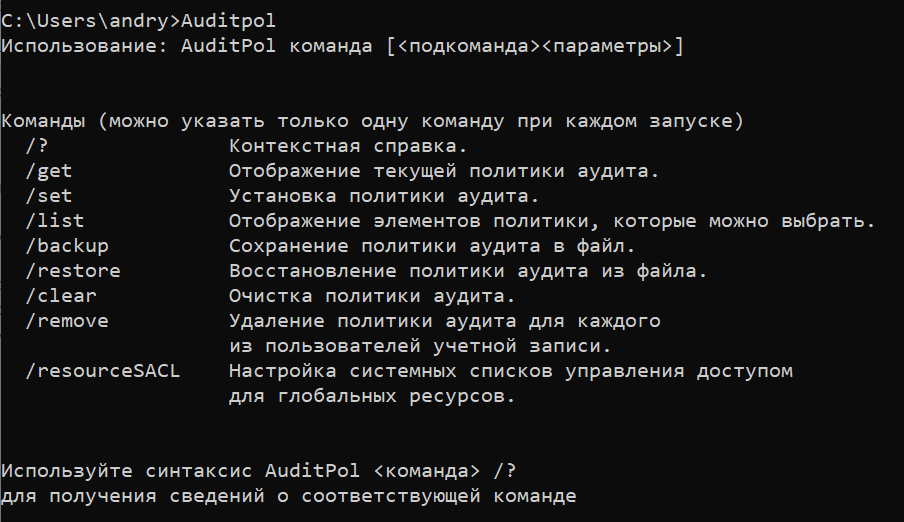 C:\Users\andry>Auditpol
Использование: AuditPol команда [<подкоманда><параметры>]
Команды (можно указать только одну команду при каждом запуске)
/? Контекстная справка.
/get Отображение текущей политики аудита.
/set Установка политики аудита.
/list Отображение элементов политики, которые можно выбрать.
/backup Сохранение политики аудита в файл.
/restore Восстановление политики аудита из файла.
/clear Очистка политики аудита.
/remove Удаление политики аудита для каждого
из пользователей учетной записи.
/resourceSACL Настройка системных списков управления доступом
для глобальных ресурсов.
Используйте синтаксис AuditPol <команда> /?
для получения сведений о соответствующей команде